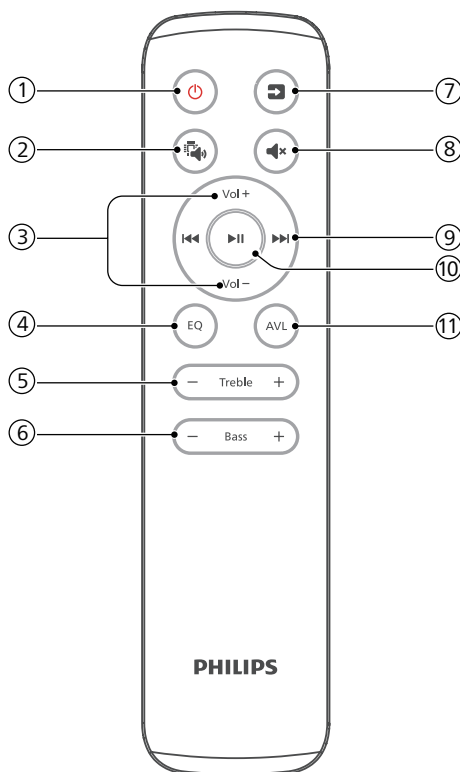 1
7
2
8
Vol +
3
9
10
Vol −
4
EQ
AVL
11
5
− Treble +
6
− Bass +
PHILIPS